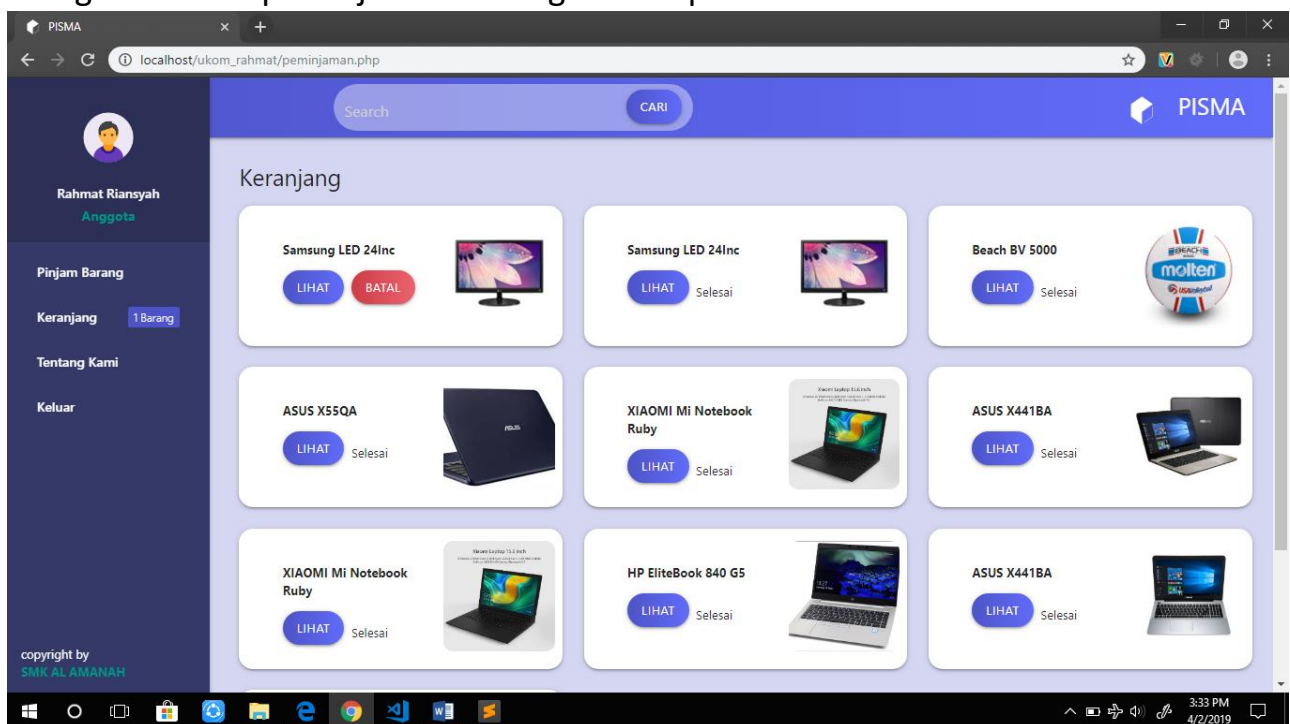 PISMA
localhost/ukom_rahmat/peminjaman.php
Search
CARI
PISMA
Rahmat Riansyah
Anggota
Pinjam Barang
Keranjang 1 Barang
Tentang Kami
Keluar
copyright by
SMK AL AMANAH
Keranjang
Samsung LED 24Inc
LIHAT BATAL
Samsung LED 24Inc
LIHAT Selesai
Beach BV 5000
LIHAT Selesai
BEACH
molten
ASUS X55QA
LIHAT Selesai
ASUS
XIAOMI Mi Notebook
Ruby
LIHAT Selesai
ASUS X441BA
LIHAT Selesai
XIAOMI Mi Notebook
Ruby
LIHAT Selesai
HP EliteBook 840 G5
LIHAT Selesai
ASUS X441BA
LIHAT Selesai
3:33 PM
4/2/2019